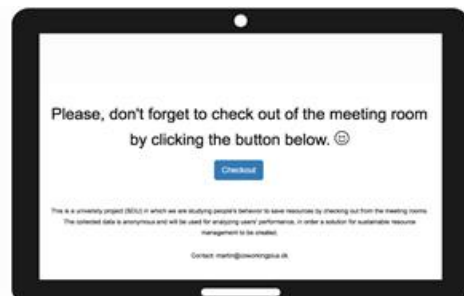 Please, don't forget to check out of the meeting room
by clicking the button below. ☹
Checkout
This is a university project (SDU) in which we are studying people's behavior to save resources by checking out from the meeting rooms
The collected data is anonymous and will be used for analyzing users' performance, in order a solution for sustainable resource
management to be created.
Contact: martin@coworkingplus.dk